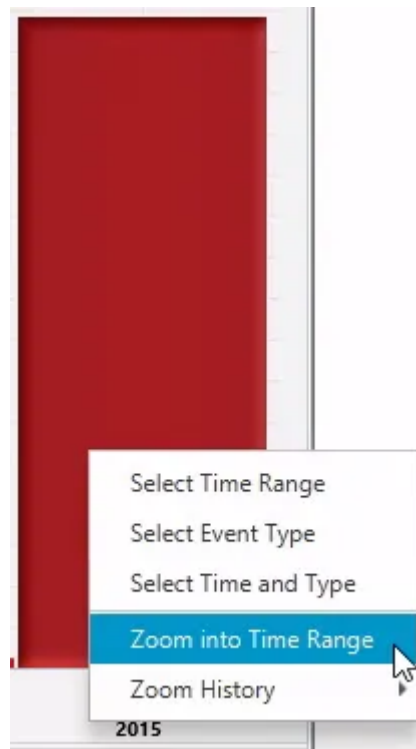 Select Time Range
Select Event Type
Select Time and Type
Zoom into Time Range
Zoom History
2015